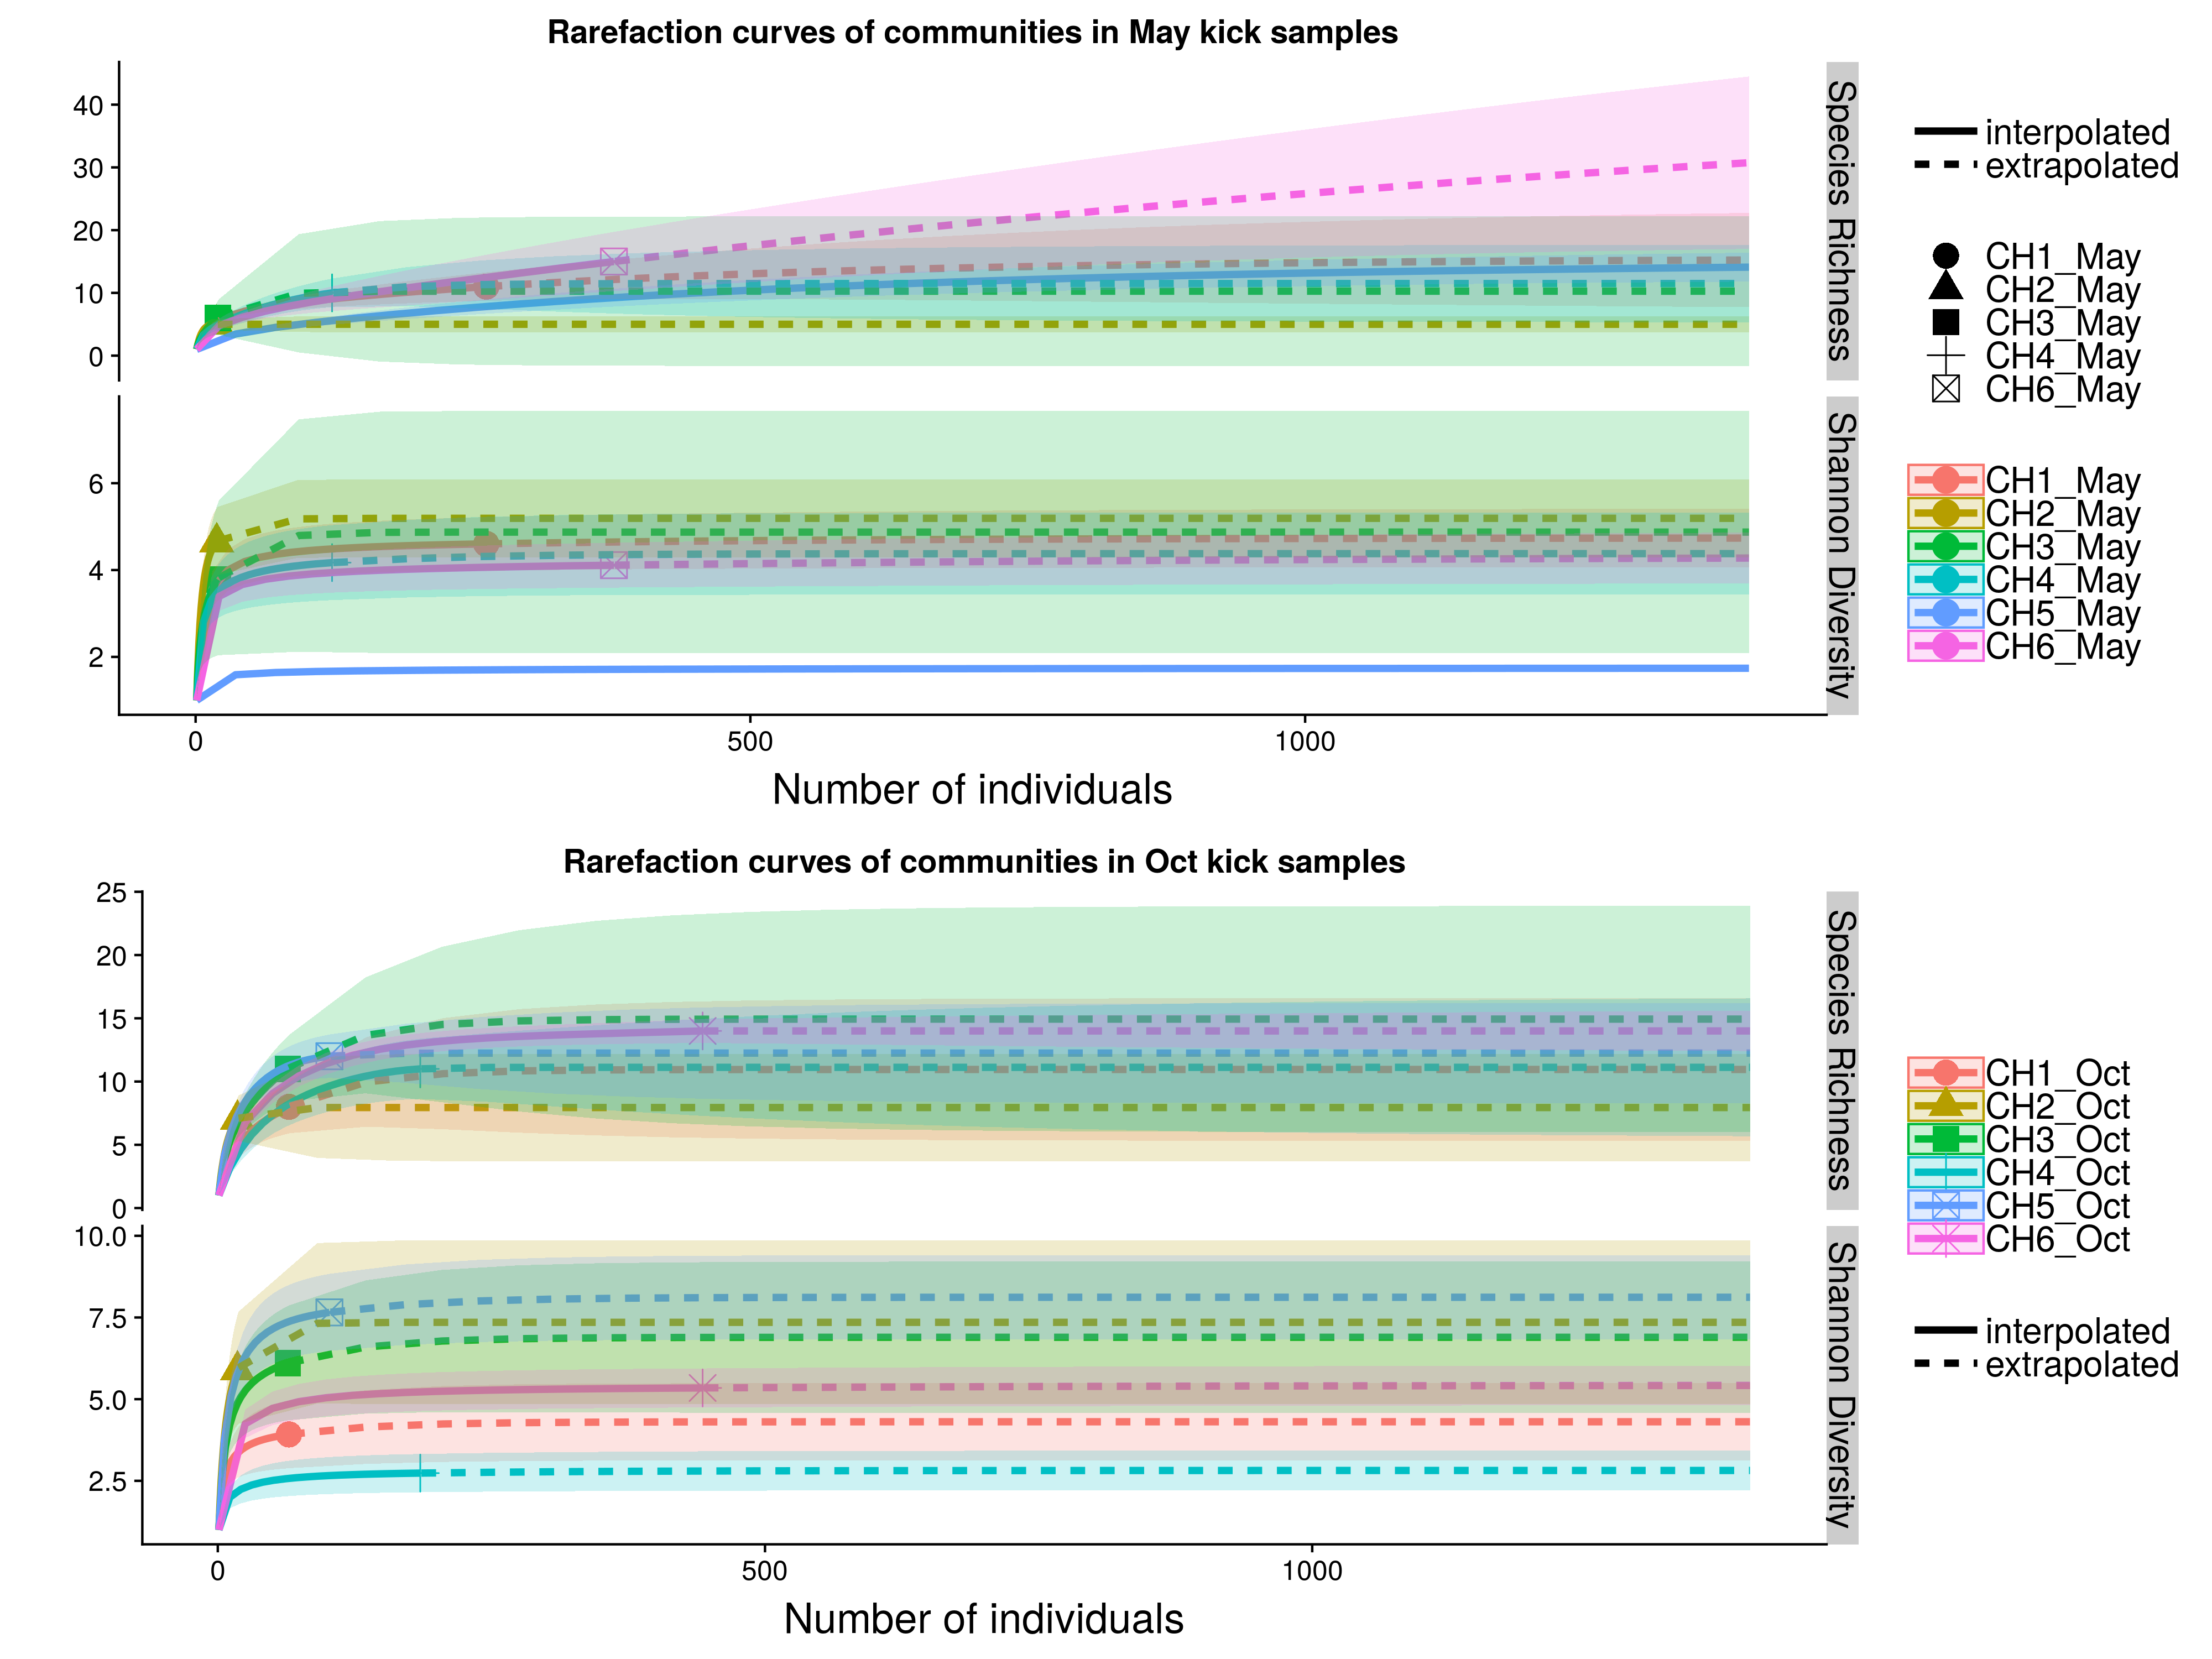 Rarefaction curves of communities in May kick samples
40
30
20
10
0
Species Richness
6
4
2
Shannon Diversity
0
500
1000
Number of individuals
interpolated
extrapolated
CH1_May
CH2_May
CH3_May
CH4_May
CH6_May
CH1_May
CH2_May
CH3_May
CH4_May
CH5_May
CH6_May
Rarefaction curves of communities in Oct kick samples
25
20
15
10
5
0
Species Richness
10.0
7.5
5.0
2.5
Shannon Diversity
0
500
1000
Number of individuals
CH1_Oct
CH2_Oct
CH3_Oct
CH4_Oct
CH5_Oct
CH6_Oct
interpolated
extrapolated